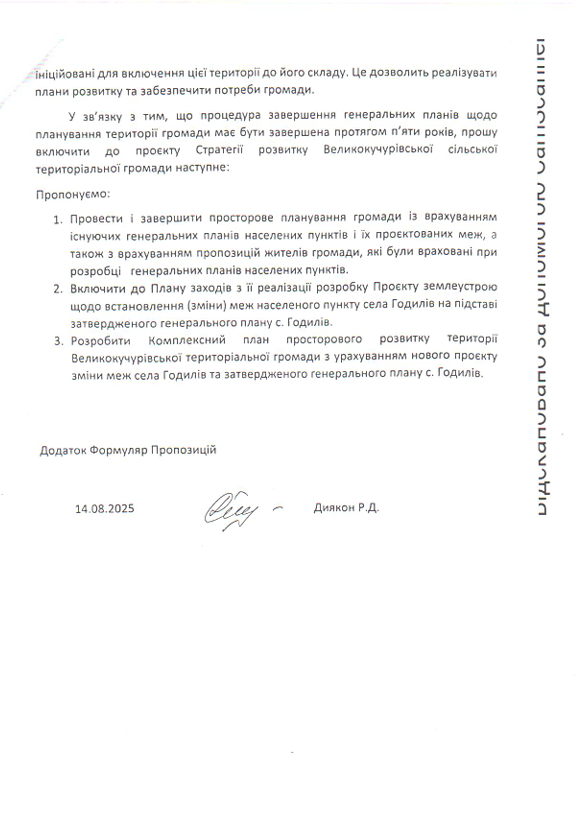 ініційовані для включення цієї території до його складу. Це дозволить реалізувати
плани розвитку та забезпечити потреби громади.
У зв'язку з тим, що процедура завершення генеральних планів щодо
планування території громади має бути завершена протягом п'яти років, прошу
включити до проєкту Стратегії розвитку Великокучурівської сільської
територіальної громади наступне:
Пропонуємо:
1. Провести і завершити просторове планування громади із врахуванням
існуючих генеральних планів населених пунктів і їх проєктованих меж, а
також з врахуванням пропозицій жителів громади, які були враховані при
розробці генеральних планів населених пунктів.
2. Включити до Плану заходів з її реалізації розробку Проєкту землеустрою
щодо встановлення (зміни) меж населеного пункту села Годилів на підставі
затвердженого генерального плану с. Годилів.
3. Розробити Комплексний план просторового розвитку території
Великокучурівської територіальної громади з урахуванням нового проєкту
зміни меж села Годилів та затвердженого генерального плану с. Годилів.
Додаток Формуляр Пропозицій
14.08.2025 Диякон Р.Д.